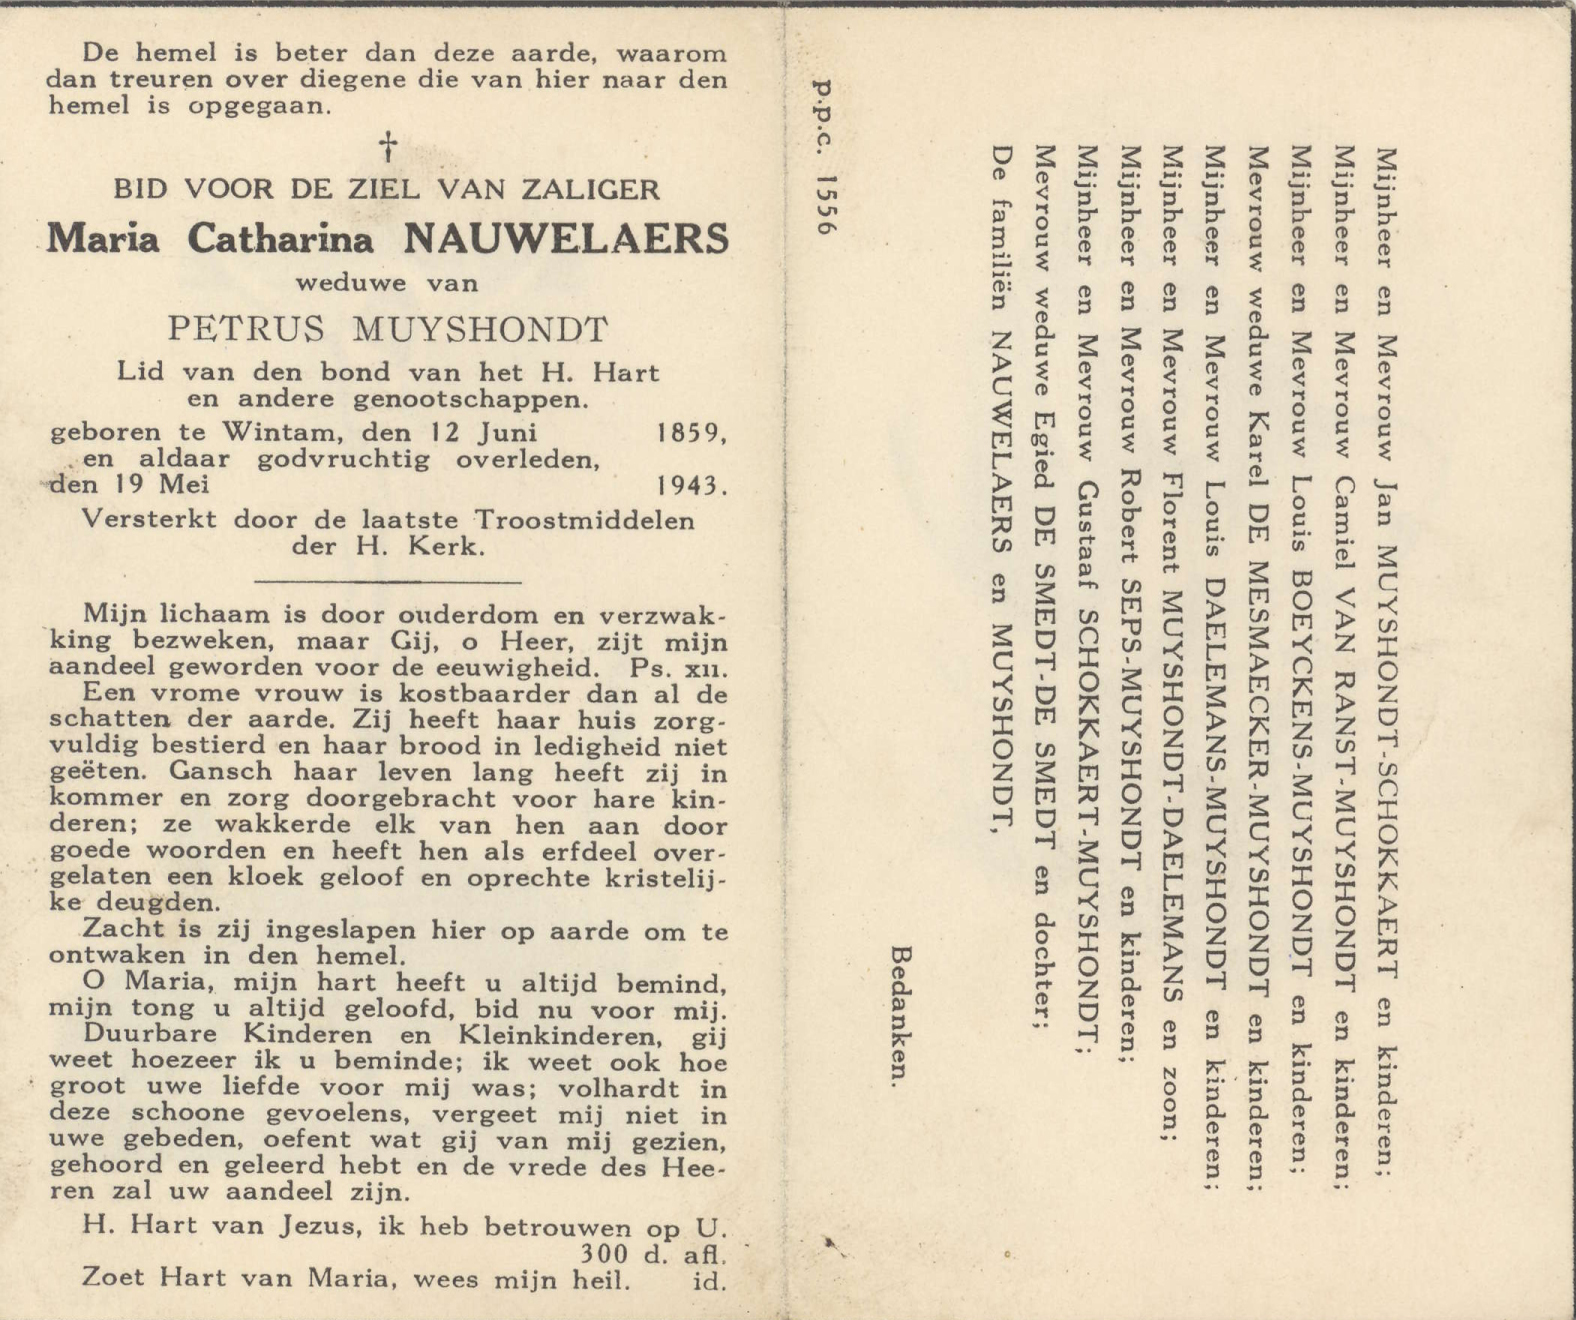 De hemel is beter dan deze aarde, waarom
dan treuren over diegene die van hier naar den
hemel is opgegaan.
†
BID VOOR DE ZIEL VAN ZALIGER
Maria Catharina NAUWELAERS
weduwe van
PETRUS MUYSHONDT
Lid van den bond van het H. Hart
en andere genootschappen.
geboren te Wintam, den 12 Juni 1859,
en aldaar godvruchtig overleden,
den 19 Mei 1943.
Versterkt door de laatste Troostmiddelen
der H. Kerk.
Mijn lichaam is door ouderdom en verzwak-
king bezweken, maar Gij, o Heer, zijt mijn
aandeel geworden voor de eeuwigheid. Ps. XII.
Een vrome vrouw is kostbaarder dan al de
schatten der aarde. Zij heeft haar huis zorg-
vuldig bestierd en haar brood in ledigheid niet
geëten. Gansch haar leven lang heeft zij in
kommer en zorg doorgebracht voor hare kin-
deren; ze wakkerde elk van hen aan door
goede woorden en heeft hen als erfdeel over-
gelaten een kloek geloof en oprechte kristelij-
ke deugden.
Zacht is zij ingeslapen hier op aarde om te
ontwaken in den hemel.
O Maria, mijn hart heeft u altijd bemind,
mijn tong u altijd geloofd, bid nu voor mij.
Duurbare Kinderen en Kleinkinderen, gij
weet hoezeer ik u beminde; ik weet ook hoe
groot uwe liefde voor mij was; volhardt in
deze schoone gevoelens, vergeet mij niet in
uwe gebeden, oefent wat gij van mij gezien,
gehoord en geleerd hebt en de vrede des Hee-
ren zal uw aandeel zijn.
H. Hart van Jezus, ik heb betrouwen op U.
300 d. afl.
Zoet Hart van Maria, wees mijn heil. id.
Mijnheer en Mevrouw Jan MUYSHONDT-SCHOKKAERT en kinderen;
Mijnheer en Mevrouw Camiel VAN RANST-MUYSHONDT en kinderen;
Mijnheer en Mevrouw Louis BOEYCKENS-MUYSHONDT en kinderen;
Mevrouw weduwe Karel DE MESMAECKER-MUYSHONDT en kinderen;
Mijnheer en Mevrouw Louis DAELEMANS-MUYSHONDT en kinderen;
Mijnheer en Mevrouw Florent MUYSHONDT-DAELEMANS en zoon;
Mijnheer en Mevrouw Robert SEPS-MUYSHONDT en kinderen;
Mijnheer en Mevrouw Gustaaf SCHOKKAERT-MUYSHONDT;
Mevrouw weduwe Egied DE SMEDT-DE SMEDT en dochter;
De familiën NAUWELAERS en MUYSHONDT,
Bedanken.
p.p.c. 1556